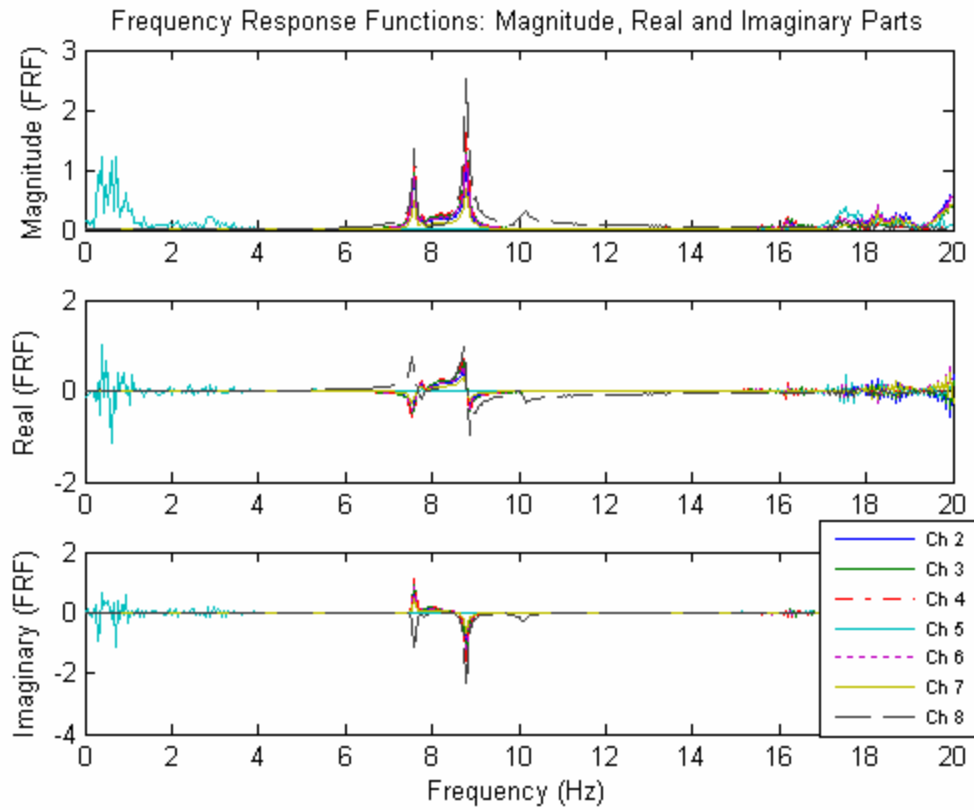 Frequency Response Functions: Magnitude, Real and Imaginary Parts
Magnitude (FRF)
3
2
1
0
0 2 4 6 8 10 12 14 16 18 20
Real (FRF)
2
0
-2
0 2 4 6 8 10 12 14 16 18 20
Imaginary (FRF)
2
0
-2
-4
0 2 4 6 8 10 12 14 16 18 20
Frequency (Hz)
Ch 2
Ch 3
Ch 4
Ch 5
Ch 6
Ch 7
Ch 8